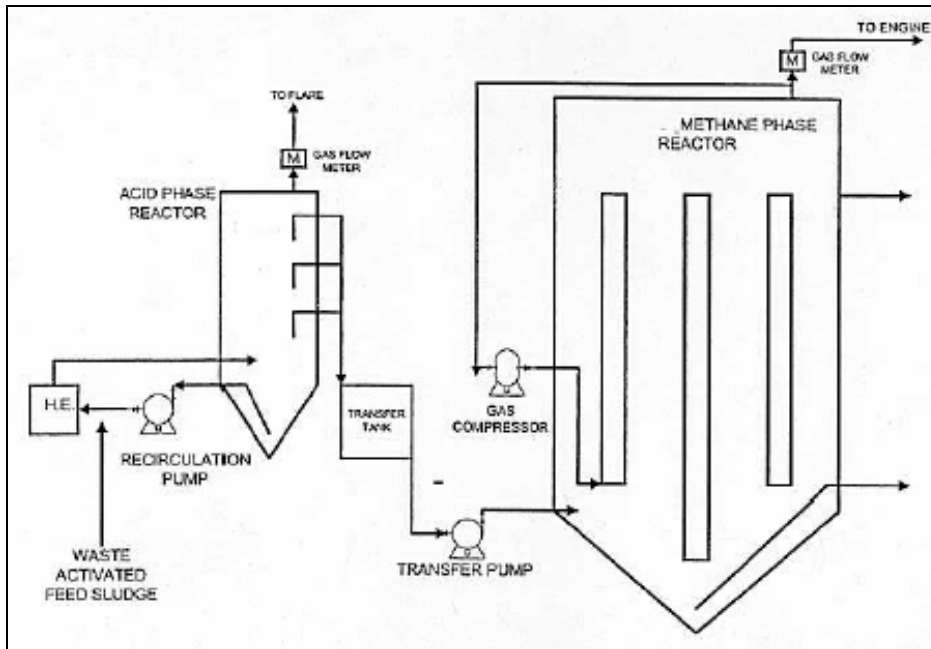 TO ENGINE
M
GAS FLOW
METER
TO FLARE
M
GAS FLOW
METER
METHANE PHASE
REACTOR
ACID PHASE
REACTOR
H.E.
TRANSFER
TANK
GAS
COMPRESSOR
RECIRCULATION
PUMP
WASTE
ACTIVATED
FEED SLUDGE
TRANSFER PUMP